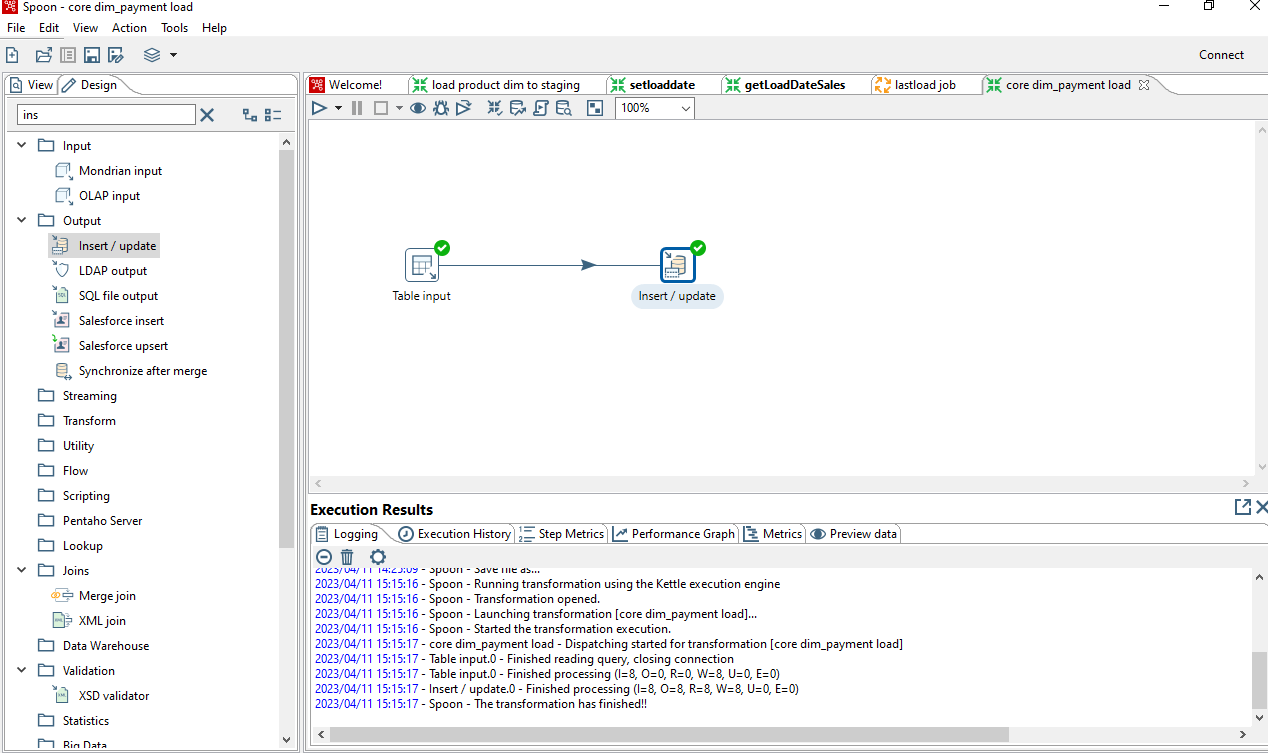 Spoon - core dim_payment load
File Edit View Action Tools Help
Connect
View Design
ins
Input
Mondrian input
OLAP input
Output
Insert / update
LDAP output
SQL file output
Salesforce insert
Salesforce upsert
Synchronize after merge
Streaming
Transform
Utility
Flow
Scripting
Pentaho Server
Lookup
Joins
Merge join
XML join
Data Warehouse
Validation
XSD validator
Statistics
Big Data
Welcome! load product dim to staging setloaddate getLoadDateSales lastload job core dim_payment load
100%
Table input
Insert / update
Execution Results
Logging Execution History Step Metrics Performance Graph Metrics Preview data
2023/04/11 14:25:09 - Spoon - Save file as...
2023/04/11 15:15:16 - Spoon - Running transformation using the Kettle execution engine
2023/04/11 15:15:16 - Spoon - Transformation opened.
2023/04/11 15:15:16 - Spoon - Launching transformation [core dim_payment load]...
2023/04/11 15:15:16 - Spoon - Started the transformation execution.
2023/04/11 15:15:17 - core dim_payment load - Dispatching started for transformation [core dim_payment load]
2023/04/11 15:15:17 - Table input.0 - Finished reading query, closing connection
2023/04/11 15:15:17 - Table input.0 - Finished processing (I=8, O=0, R=0, W=8, U=0, E=0)
2023/04/11 15:15:17 - Insert / update.0 - Finished processing (I=8, O=8, R=8, W=8, U=0, E=0)
2023/04/11 15:15:17 - Spoon - The transformation has finished!!